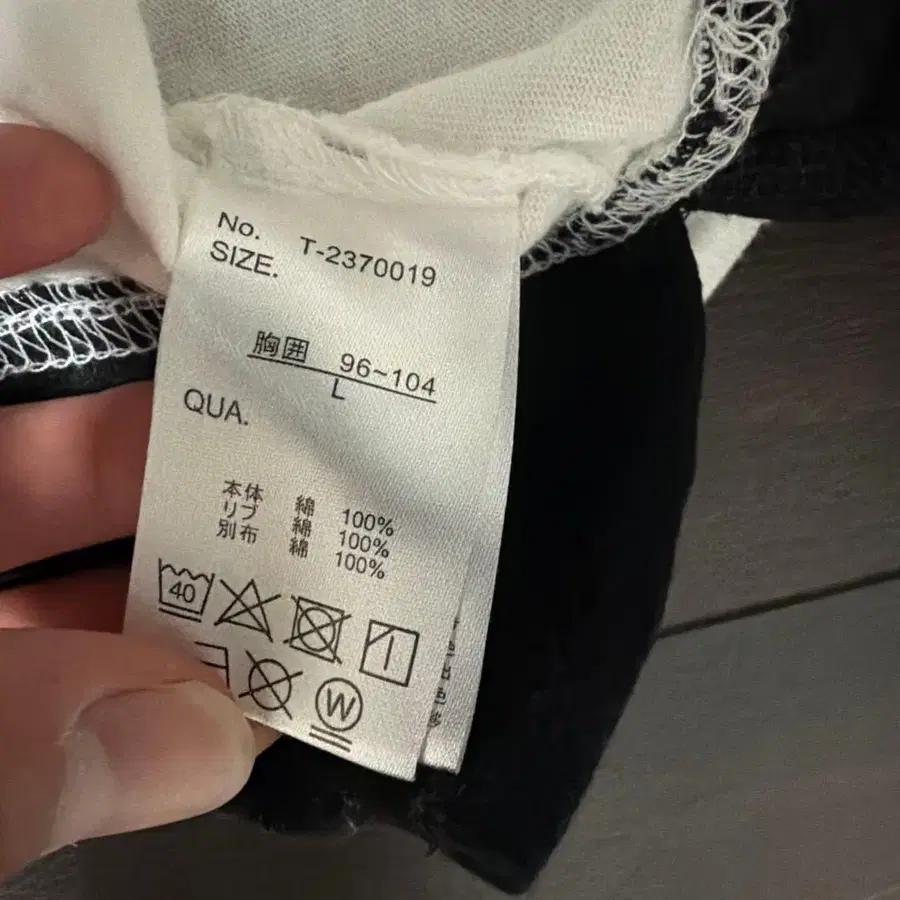 No. T-2370019
SIZE.
胸囲 96~104
L
QUA.
本体 綿 100%
リブ 綿 100%
別布 綿 100%
40
W